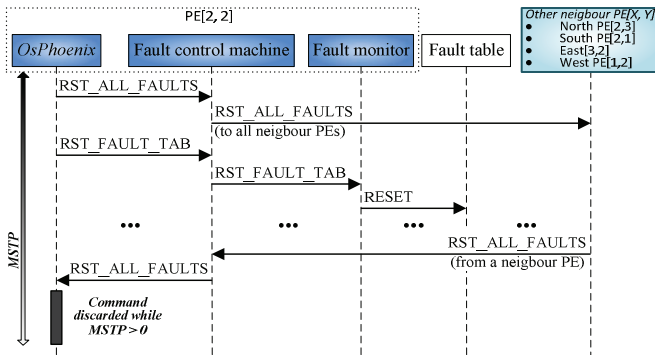 PE[2, 2]
Other neigbour PE[X, Y]
● North PE[2,3]
● South PE[2,1]
● East[3,2]
● West PE[1,2]
OsPhoenix
Fault control machine
Fault monitor
Fault table
RST_ALL_FAULTS
RST_ALL_FAULTS
(to all neigbour PEs)
RST_FAULT_TAB
RST_FAULT_TAB
RESET
••• ••• ••• •••
RST_ALL_FAULTS
(from a neigbour PE)
RST_ALL_FAULTS
MSTP
Command
discarded while
MSTP > 0